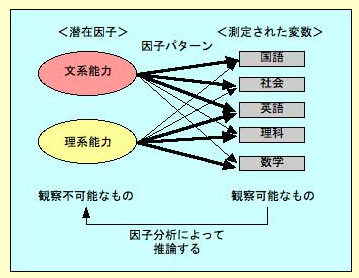 ＜潜在因子＞
因子パターン
＜測定された変数＞
文系能力
理系能力
国語
社会
英語
理科
数学
観察不可能なもの
観察可能なもの
因子分析によって
推論する